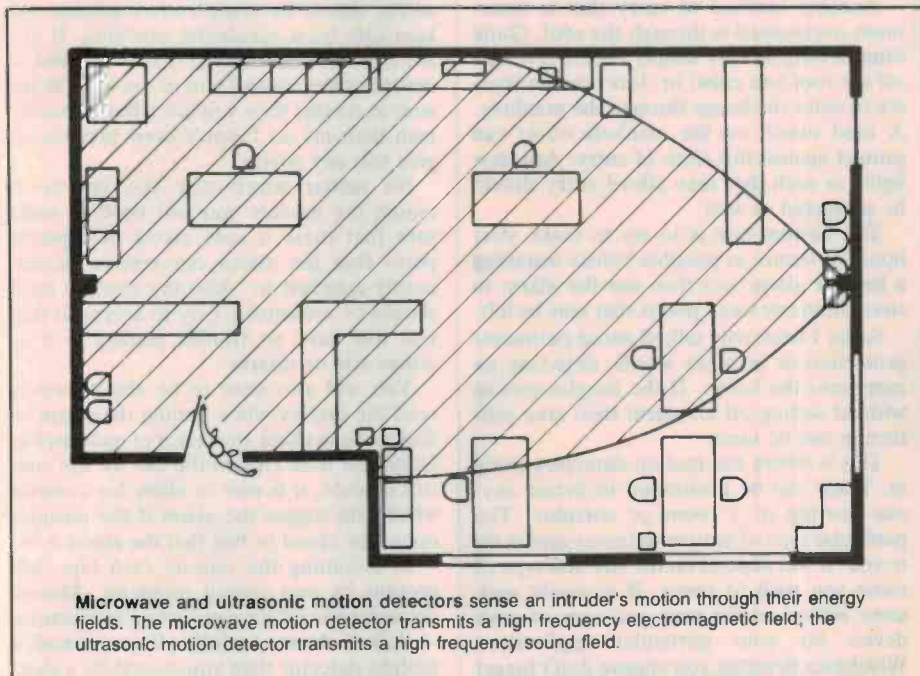 Microwave and ultrasonic motion detectors sense an intruder's motion through their energy
fields. The microwave motion detector transmits a high frequency electromagnetic field; the
ultrasonic motion detector transmits a high frequency sound field.